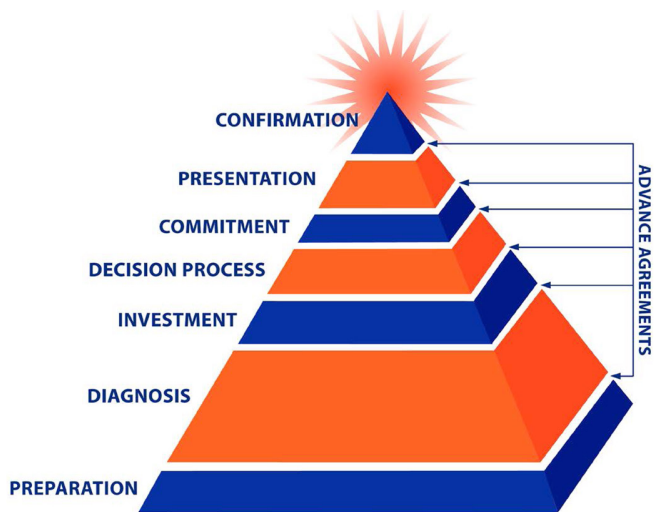 CONFIRMATION
PRESENTATION
COMMITMENT
DECISION PROCESS
INVESTMENT
DIAGNOSIS
PREPARATION
ADVANCE AGREEMENTS